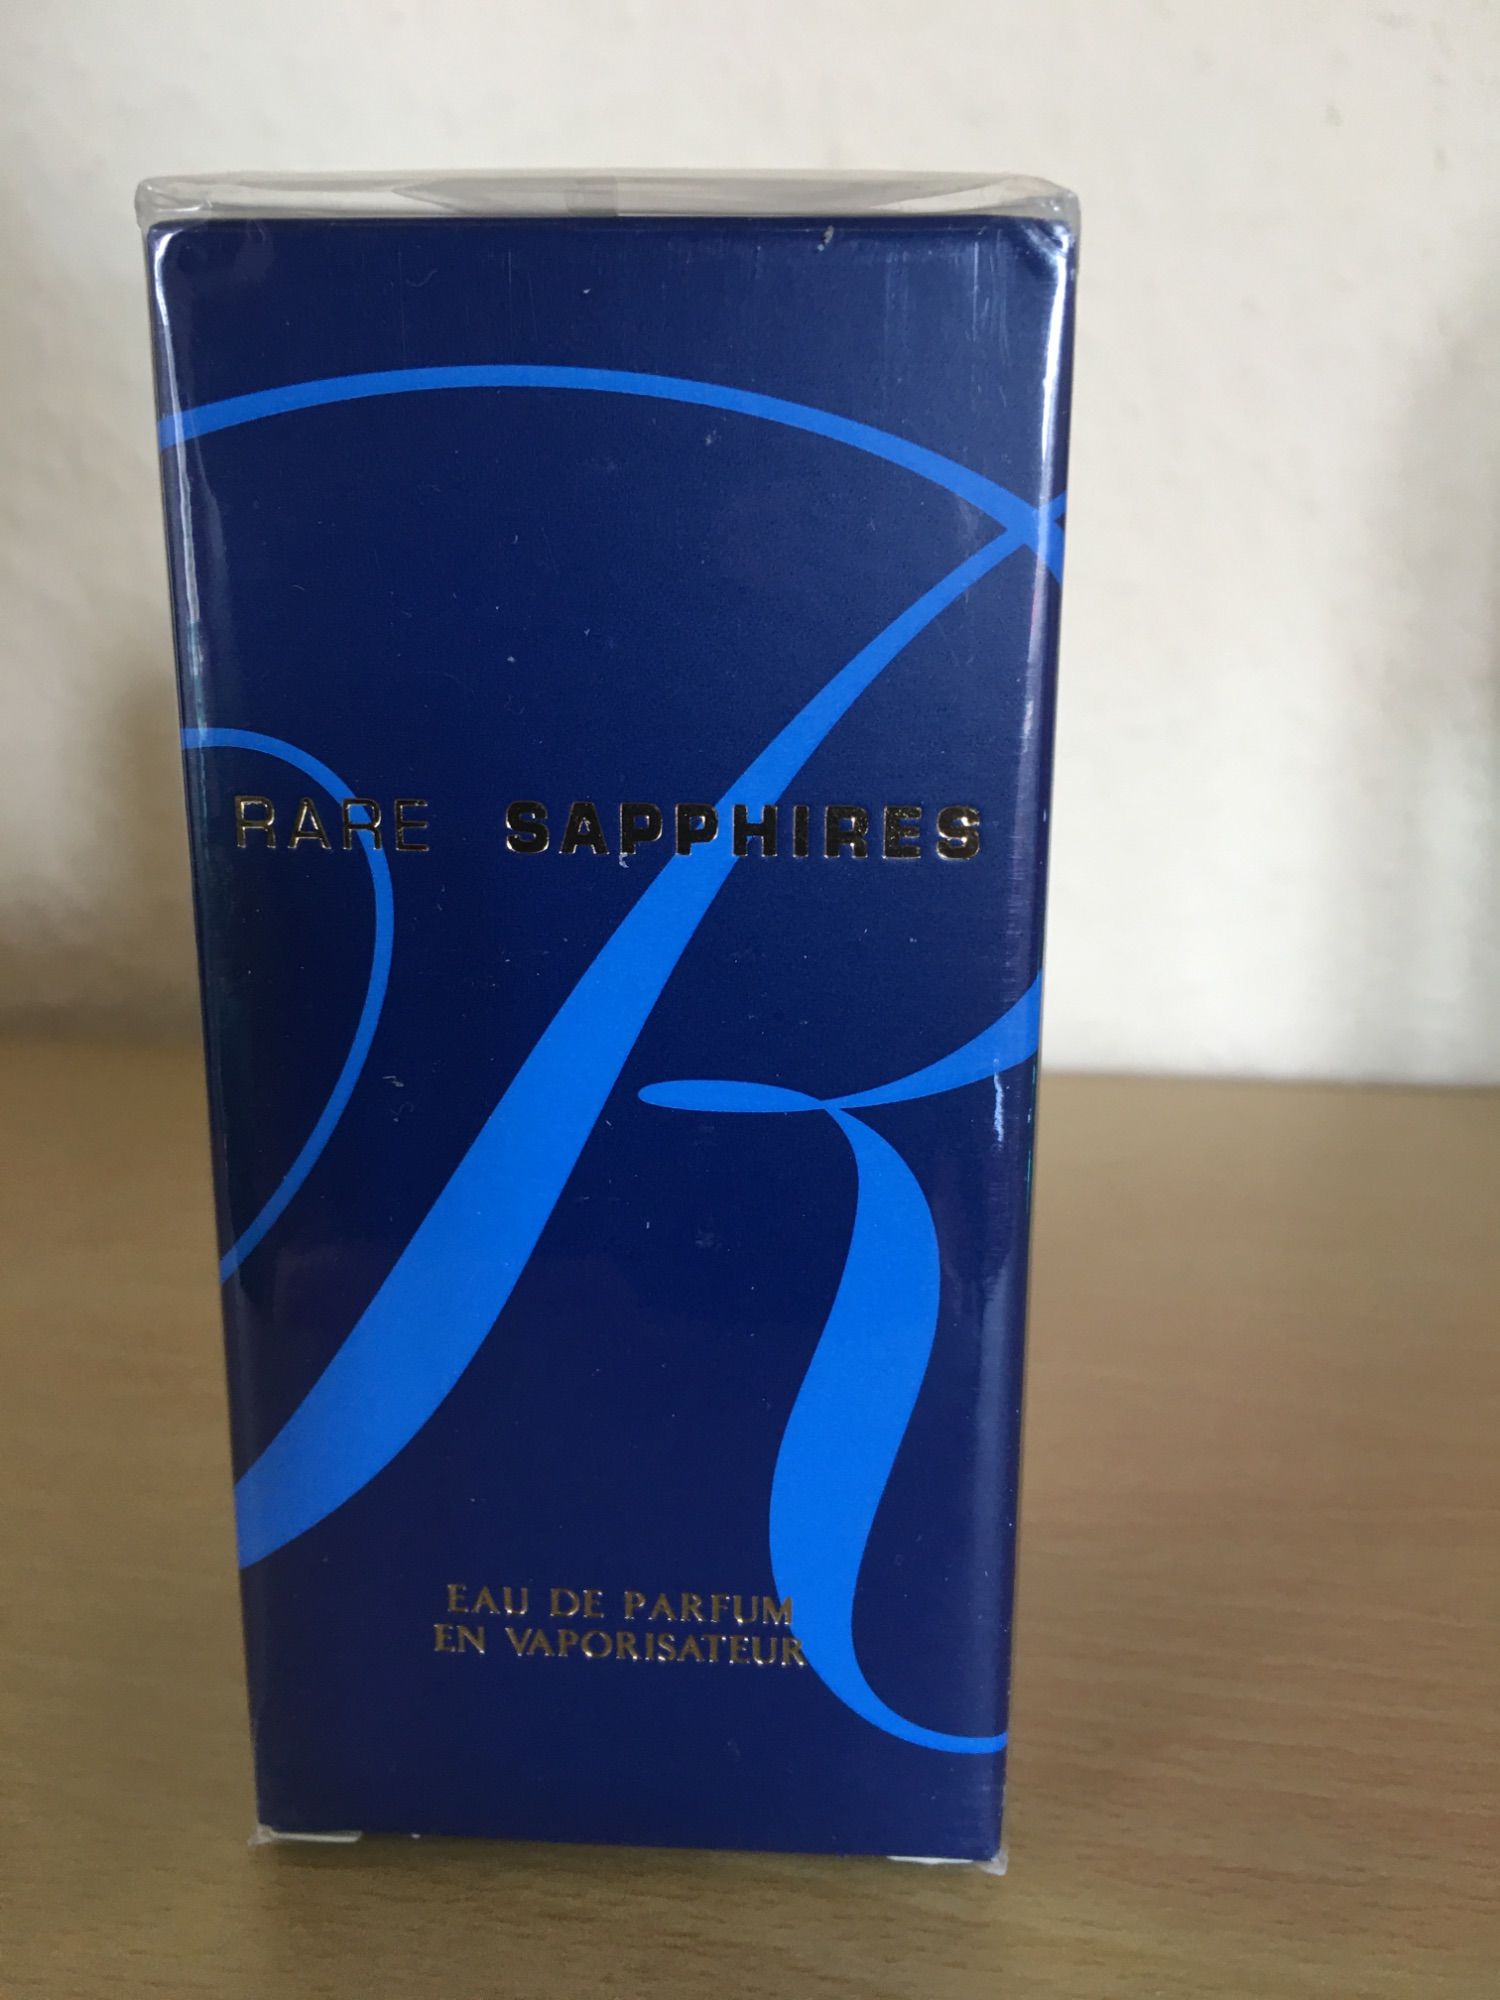 RARE SAPPHIRES
EAU DE PARFUM
EN VAPORISATEUR